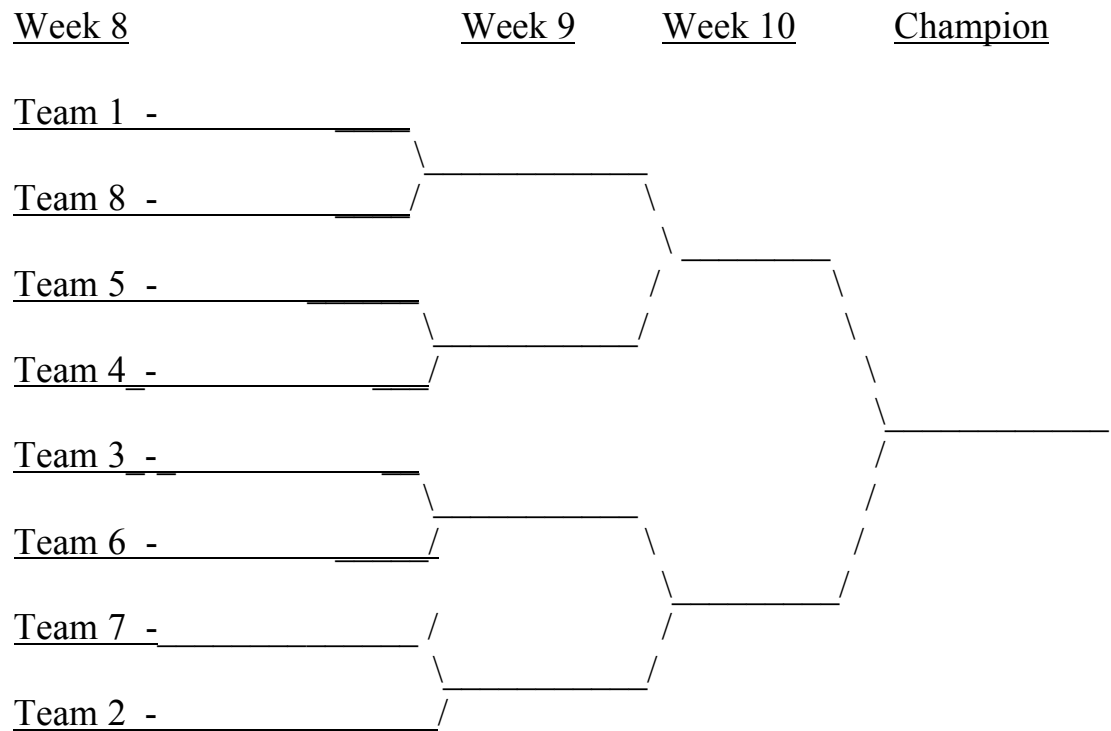 Week 8 Week 9 Week 10 Champion
Team 1 -
Team 8 -
Team 5 -
Team 4 -
Team 3 -
Team 6 -
Team 7 -
Team 2 -